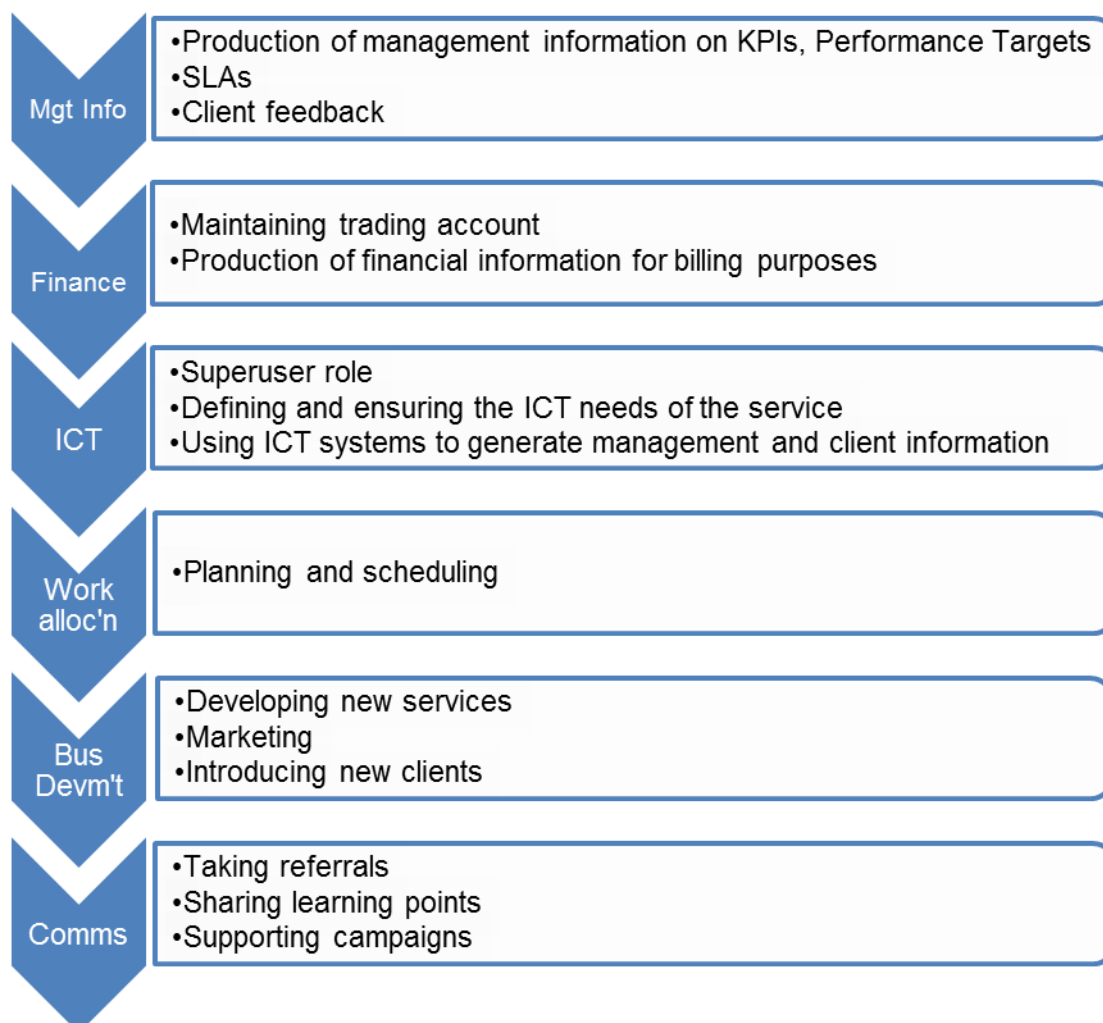 Mgt Info
•Production of management information on KPIs, Performance Targets
•SLAs
•Client feedback
Finance
•Maintaining trading account
•Production of financial information for billing purposes
ICT
•Superuser role
•Defining and ensuring the ICT needs of the service
•Using ICT systems to generate management and client information
Work
alloc'n
•Planning and scheduling
Bus
Devm't
•Developing new services
•Marketing
•Introducing new clients
Comms
•Taking referrals
•Sharing learning points
•Supporting campaigns